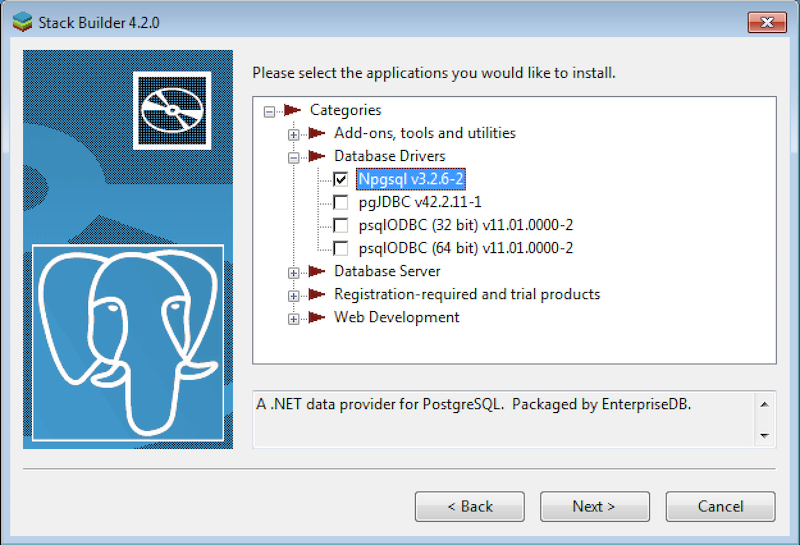 Stack Builder 4.2.0
Please select the applications you would like to install.
Categories
Add-ons, tools and utilities
Database Drivers
Npgsql v3.2.6-2
pgJDBC v42.2.11-1
psqlODBC (32 bit) v11.01.0000-2
psqlODBC (64 bit) v11.01.0000-2
Database Server
Registration-required and trial products
Web Development
A .NET data provider for PostgreSQL.  Packaged by EnterpriseDB.
< Back
Next >
Cancel